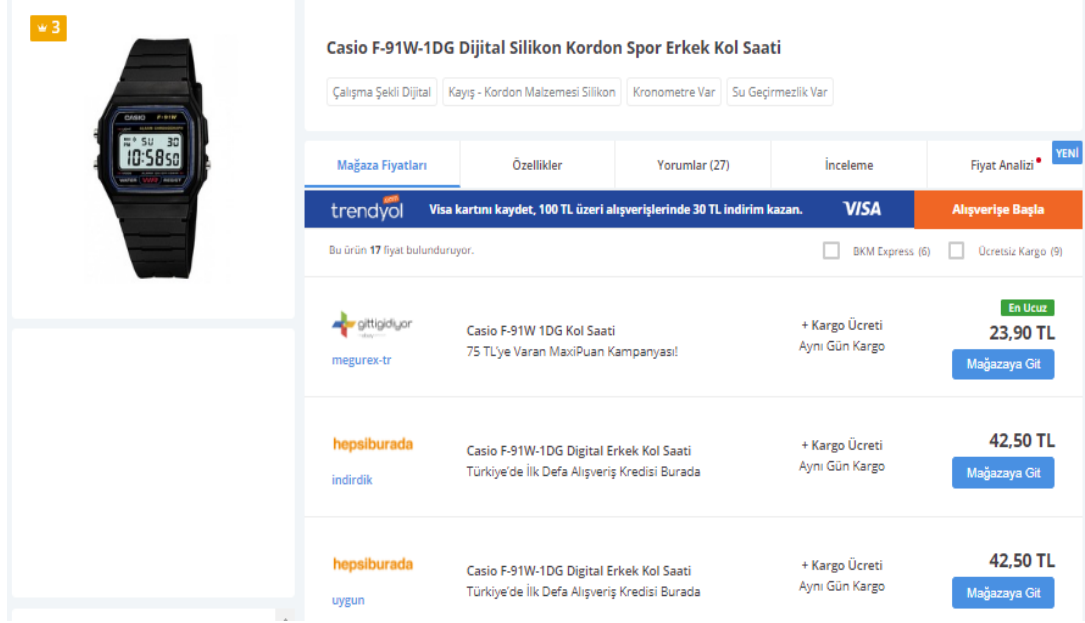 3
CASIO F-91W
SU 30
10:58 50
WATER RESIST
Casio F-91W-1DG Dijital Silikon Kordon Spor Erkek Kol Saati
Çalışma Şekli Dijital Kayış - Kordon Malzemesi Silikon Kronometre Var Su Geçirmezlik Var
YENİ
Mağaza Fiyatları Özellikler Yorumlar (27) İnceleme Fiyat Analizi
trendyol Visa kartını kaydet, 100 TL üzeri alışverişlerinde 30 TL indirim kazan. VISA Alışverişe Başla
Bu ürün 17 fiyat bulunduruyor. BKM Express (6) Ücretsiz Kargo (9)
En Ucuz
gittigidiyor Casio F-91W 1DG Kol Saati + Kargo Ücreti 23,90 TL
75 TL'ye Varan MaxiPuan Kampanyası! Aynı Gün Kargo
megurex-tr Mağazaya Git
hepsiburada Casio F-91W-1DG Digital Erkek Kol Saati + Kargo Ücreti 42,50 TL
Türkiye'de İlk Defa Alışveriş Kredisi Burada Aynı Gün Kargo
indirdik Mağazaya Git
hepsiburada Casio F-91W-1DG Digital Erkek Kol Saati + Kargo Ücreti 42,50 TL
Türkiye'de İlk Defa Alışveriş Kredisi Burada Aynı Gün Kargo
uygun Mağazaya Git